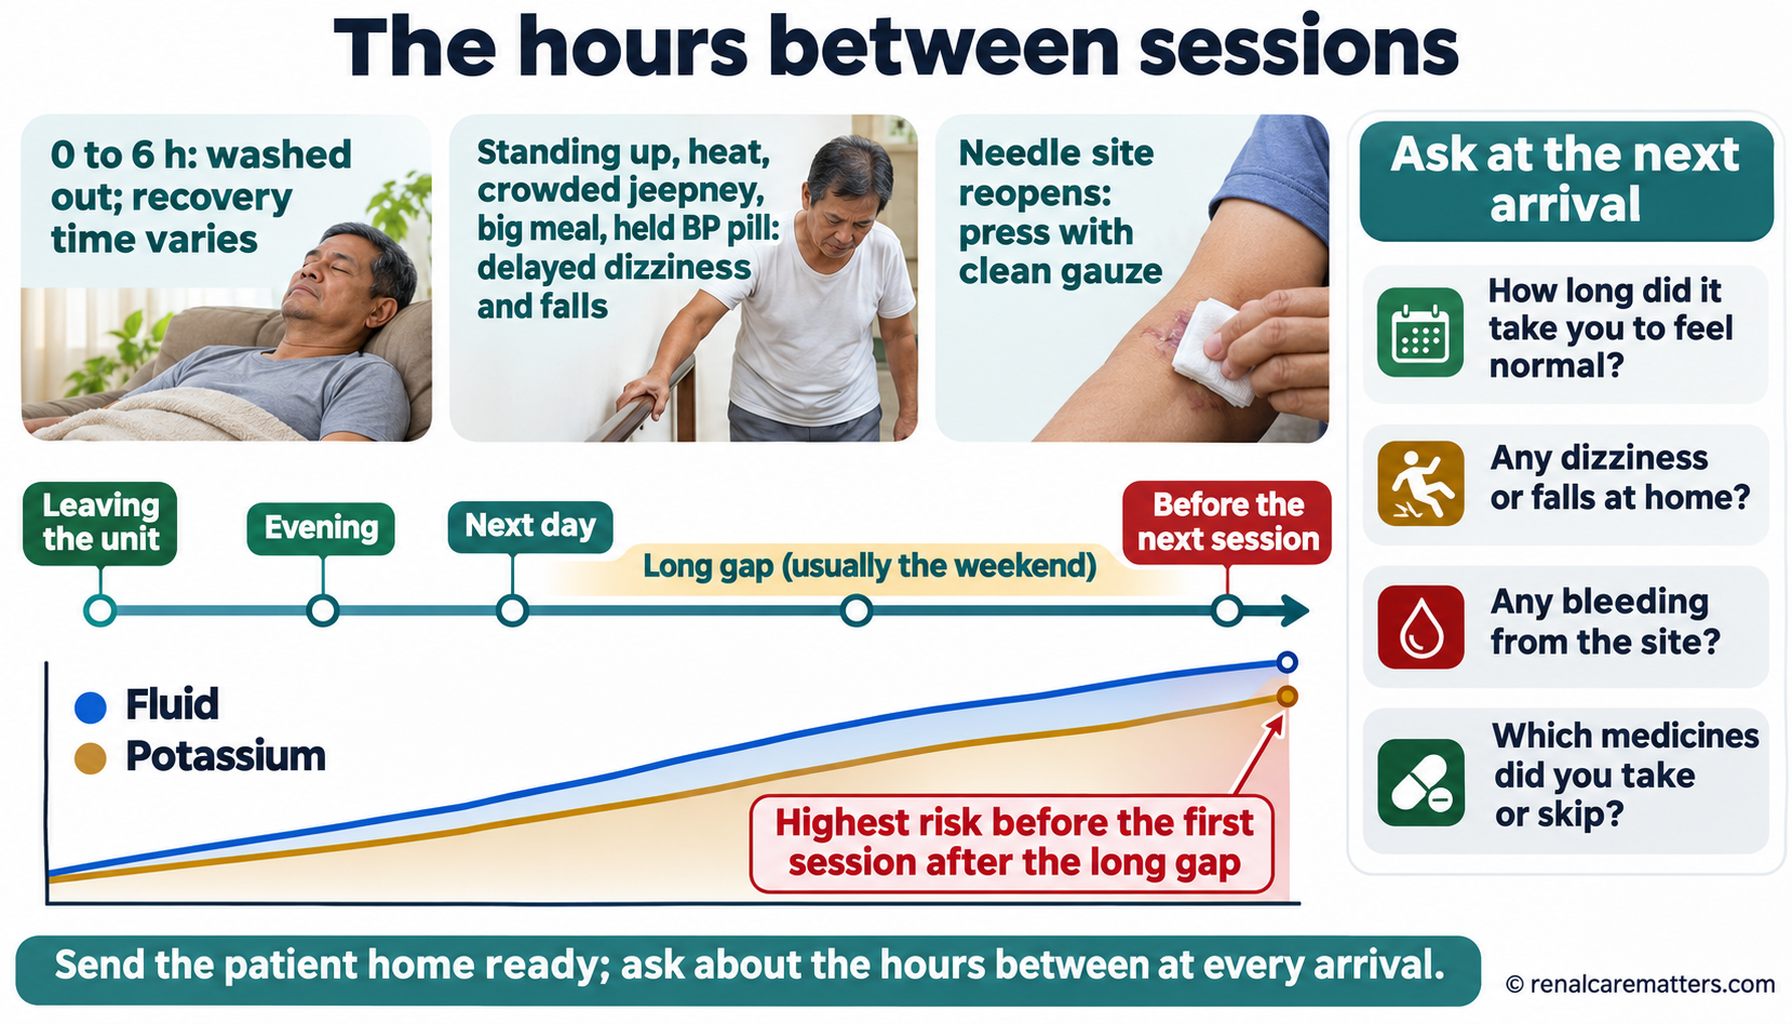 The hours between sessions
0 to 6 h: washed
out; recovery
time varies
Standing up, heat,
crowded jeepney,
big meal, held BP pill:
delayed dizziness
and falls
Needle site
reopens:
press with
clean gauze
Ask at the next
arrival
How long did it
take you to feel
normal?
Any dizziness
or falls at home?
Any bleeding
from the site?
Which medicines
did you take
or skip?
Leaving
the unit
Evening
Next day
Long gap (usually the weekend)
Before the
next session
Fluid
Potassium
Highest risk before the first
session after the long gap
Send the patient home ready; ask about the hours between at every arrival.
© renalcarematters.com